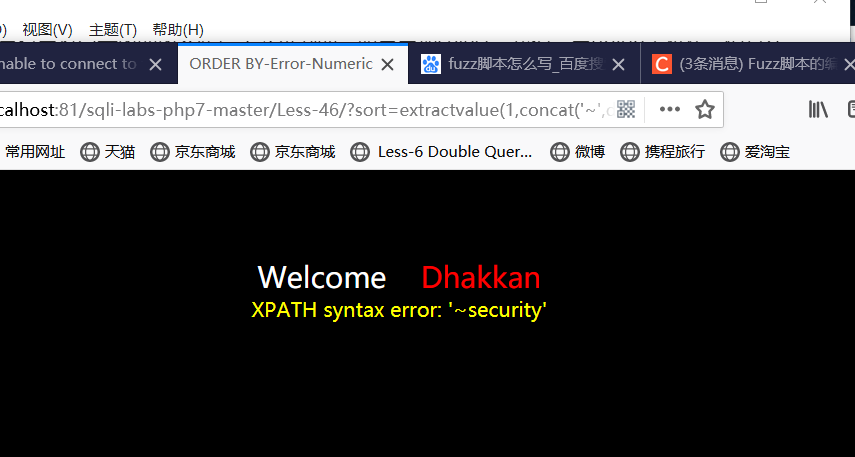 视图(V) 主题(T) 帮助(H)
nable to connect to ORDER BY-Error-Numeric fuzz脚本怎么写_百度搜 (3条消息) Fuzz脚本的编
calhost:81/sqli-labs-php7-master/Less-46/?sort=extractvalue(1,concat('~',
常用网址 天猫 京东商城 京东商城 Less-6 Double Quer... 微博 携程旅行 爱淘宝
Welcome Dhakkan
XPATH syntax error: '~security'